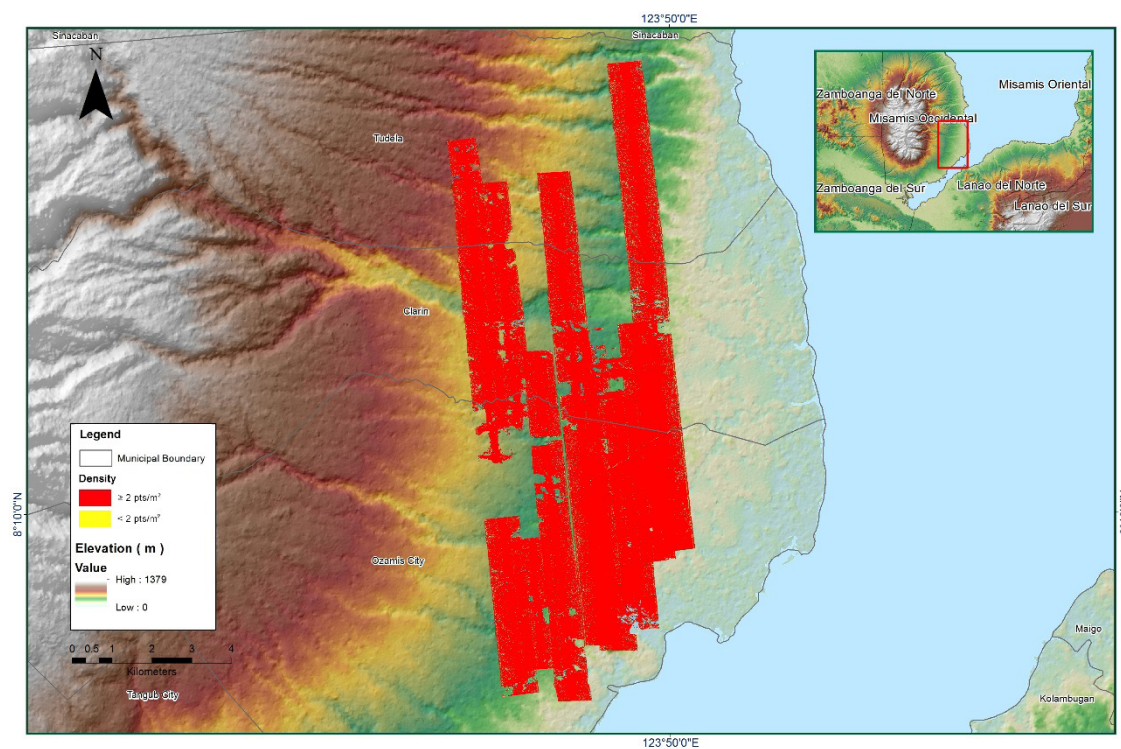 123°50'0"E
Sinacaban
Sinacaban
N
Tudela
Clarin
Ozamis City
Tangub City
Maigo
Kolambugan
Zamboanga del Norte
Misamis Oriental
Misamis Occidental
Zamboanga del Sur
Lanao del Norte
Lanao del Sur
8°10'0"N
Legend
Municipal Boundary
Density
≥ 2 pts/m²
< 2 pts/m²
Elevation ( m )
Value
High : 1379
Low : 0
0 0.5 1 2 3 4
Kilometers
123°50'0"E